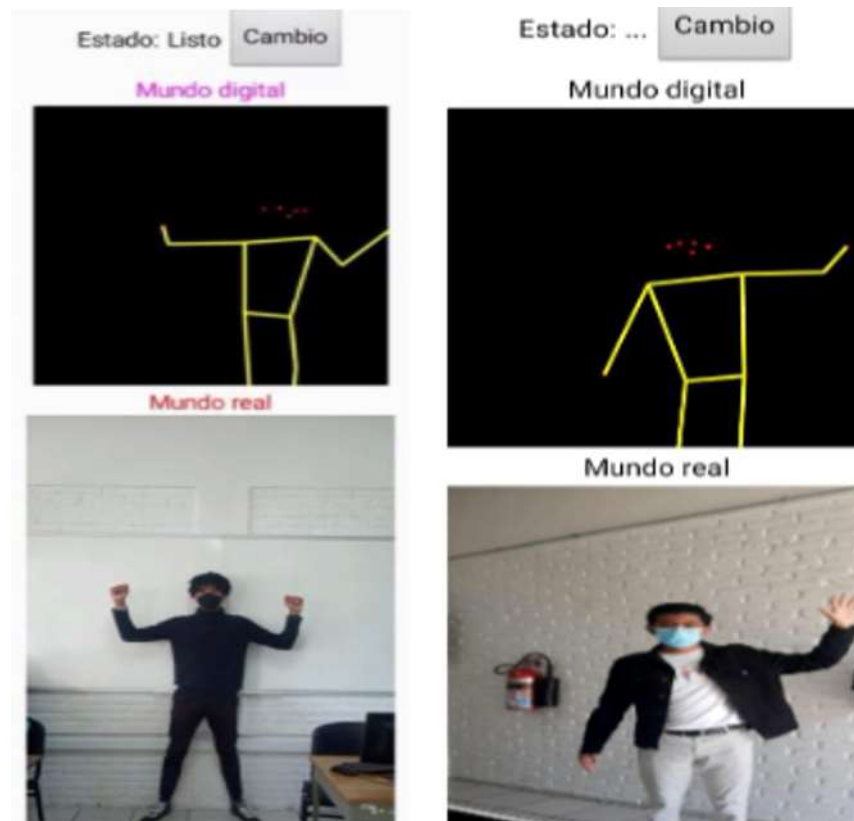 Estado: Listo Cambio
Mundo digital
Mundo real
Estado: ... Cambio
Mundo digital
Mundo real